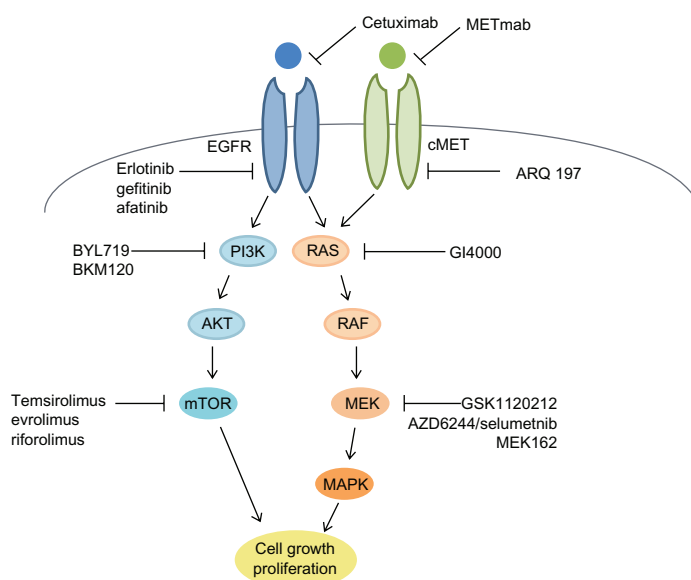 Cetuximab
METmab
EGFR
cMET
Erlotinib
gefitinib
afatinib
ARQ 197
BYL719
BKM120
PI3K
RAS
GI4000
AKT
RAF
Temsirolimus
evrolimus
riforolimus
mTOR
MEK
GSK1120212
AZD6244/selumetnib
MEK162
MAPK
Cell growth
proliferation